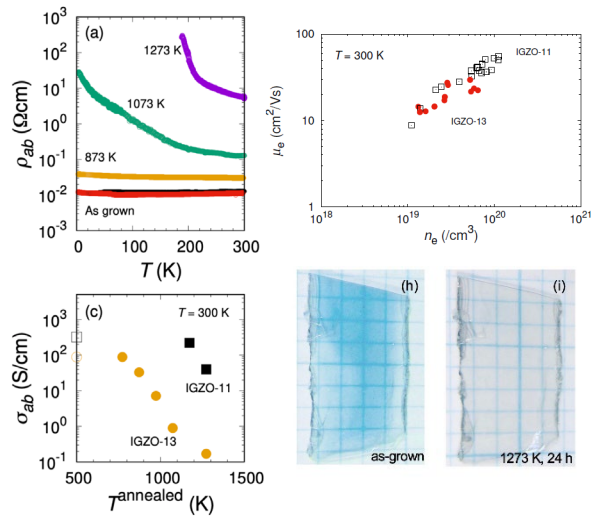 (a)
1273 K
1073 K
873 K
As grown
ρab (Ωcm)
10³
10²
10¹
10⁰
10⁻¹
10⁻²
10⁻³
0
100
200
300
T (K)
T = 300 K
IGZO-11
IGZO-13
μe (cm²/Vs)
100
10
1
10¹⁸
10¹⁹
10²⁰
10²¹
ne (/cm³)
(c)
T = 300 K
IGZO-11
IGZO-13
σab (S/cm)
10³
10²
10¹
10⁰
10⁻¹
500
1000
1500
Tannealed (K)
(h)
as-grown
(i)
1273 K, 24 h